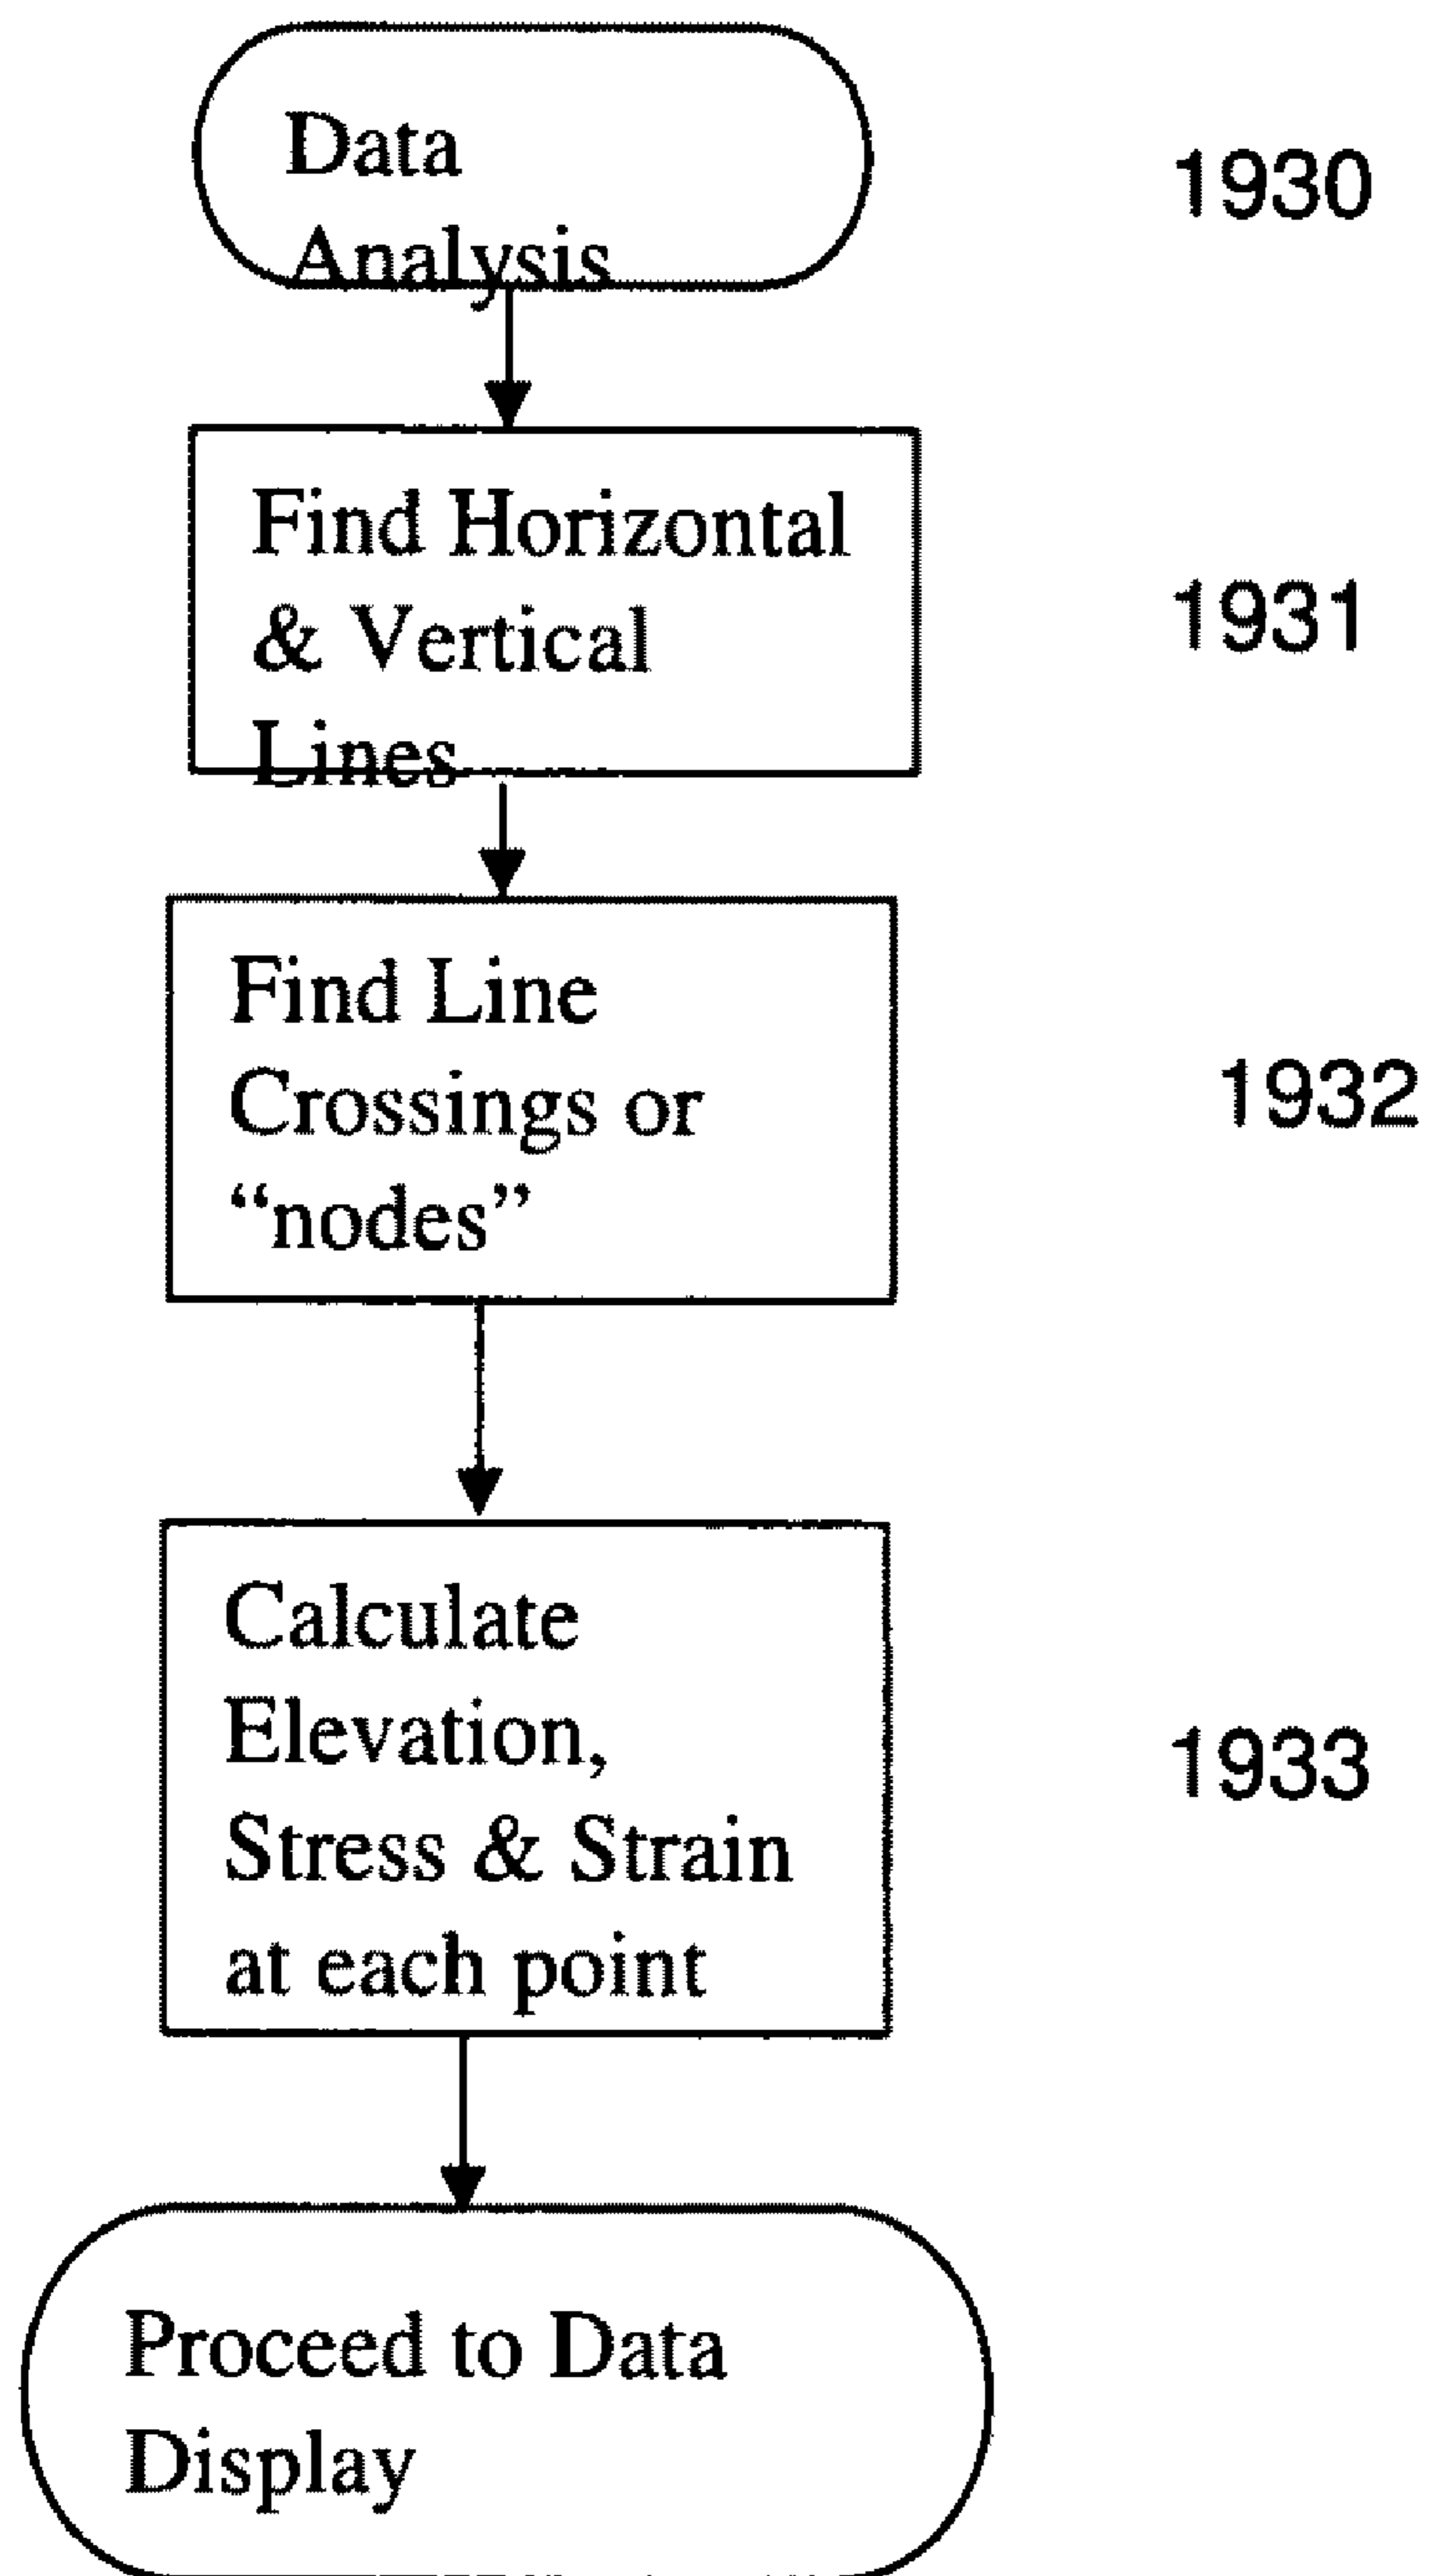 Data
Analysis
1930
Find Horizontal
& Vertical
Lines
1931
Find Line
Crossings or
“nodes”
1932
Calculate
Elevation,
Stress & Strain
at each point
1933
Proceed to Data
Display